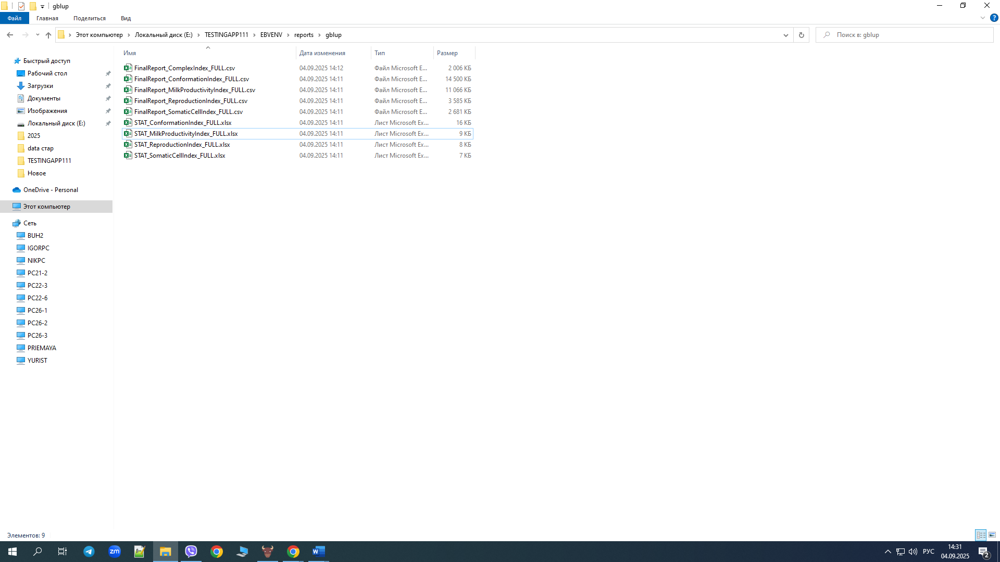 gblup
Файл Главная Поделиться Вид
Этот компьютер Локальный диск (E:) TESTINGAPP111 EBVENV reports gblup Поиск в: gblup
Имя Дата изменения Тип Размер
FinalReport_ComplexIndex_FULL.csv 04.09.2025 14:12 Файл Microsoft E... 2 006 КБ
FinalReport_ConformationIndex_FULL.csv 04.09.2025 14:11 Файл Microsoft E... 14 500 КБ
FinalReport_MilkProductivityIndex_FULL.csv 04.09.2025 14:11 Файл Microsoft E... 11 066 КБ
FinalReport_ReproductionIndex_FULL.csv 04.09.2025 14:11 Файл Microsoft E... 3 585 КБ
FinalReport_SomaticCellIndex_FULL.csv 04.09.2025 14:11 Файл Microsoft E... 2 681 КБ
STAT_ConformationIndex_FULL.xlsx 04.09.2025 14:11 Лист Microsoft Ex... 16 КБ
STAT_MilkProductivityIndex_FULL.xlsx 04.09.2025 14:11 Лист Microsoft Ex... 9 КБ
STAT_ReproductionIndex_FULL.xlsx 04.09.2025 14:11 Лист Microsoft Ex... 8 КБ
STAT_SomaticCellIndex_FULL.xlsx 04.09.2025 14:11 Лист Microsoft Ex... 7 КБ
Быстрый доступ
Рабочий стол
Загрузки
Документы
Изображения
Локальный диск (E:)
2025
data стар
TESTINGAPP111
Новое
OneDrive - Personal
Этот компьютер
Сеть
BUH2
IGORPC
NIKPC
PC21-2
PC22-3
PC22-6
PC26-1
PC26-2
PC26-3
PRIEMAYA
YURIST
Элементов: 9
zm
РУС
14:31
04.09.2025
2